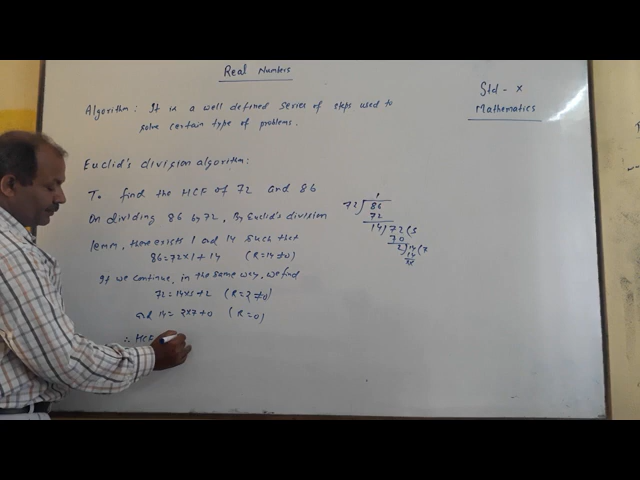 Real Numbers
Std - X
Mathematics
Algorithm: It is a well defined series of steps used to
solve certain type of problems.
Euclid's division algorithm:
To find the HCF of 72 and 86
On dividing 86 by 72, By Euclid's division
lemma, there exists 1 and 14 such that
86=72×1+14 (R=14≠0)
If we continue, in the same way, we find
72=14×5+2 (R=2≠0)
and 14=2×7+0 (R=0)
∴ HCF
1
72) 86
72
14) 72 (5
70
2) 14 (7
14